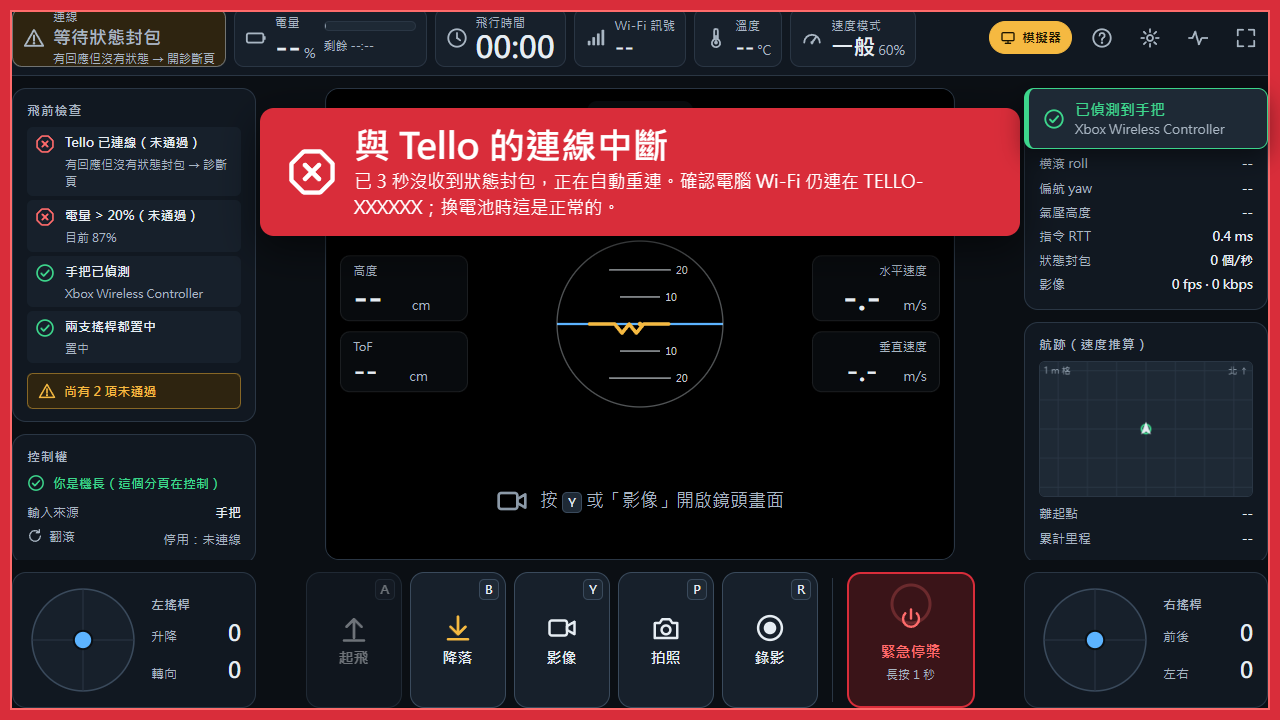 連線
等待狀態封包
有回應但沒有狀態 → 開診斷頁
電量
-- %
剩餘 --:--
飛行時間
00:00
Wi-Fi 訊號
--
溫度
-- °C
速度模式
一般 60%
模擬器
飛前檢查
Tello 已連線（未通過）
有回應但沒有狀態封包 → 診斷
頁
電量 > 20%（未通過）
目前 87%
手把已偵測
Xbox Wireless Controller
兩支搖桿都置中
置中
尚有 2 項未通過
控制權
你是機長（這個分頁在控制）
輸入來源 手把
翻滾 停用：未連線
與 Tello 的連線中斷
已 3 秒沒收到狀態封包，正在自動重連。確認電腦 Wi-Fi 仍連在 TELLO-
XXXXXX；換電池時這是正常的。
高度
-- cm
ToF
-- cm
20
10
10
20
水平速度
-.- m/s
垂直速度
-.- m/s
按 Y 或「影像」開啟鏡頭畫面
已偵測到手把
Xbox Wireless Controller
橫滾 roll --
偏航 yaw --
氣壓高度 --
指令 RTT 0.4 ms
狀態封包 0 個/秒
影像 0 fps · 0 kbps
航跡（速度推算）
1 m 格 北 ↑
離起點 --
累計里程 --
左搖桿
升降 0
轉向 0
A
起飛
B
降落
Y
影像
P
拍照
R
錄影
緊急停槳
長按 1 秒
右搖桿
前後 0
左右 0